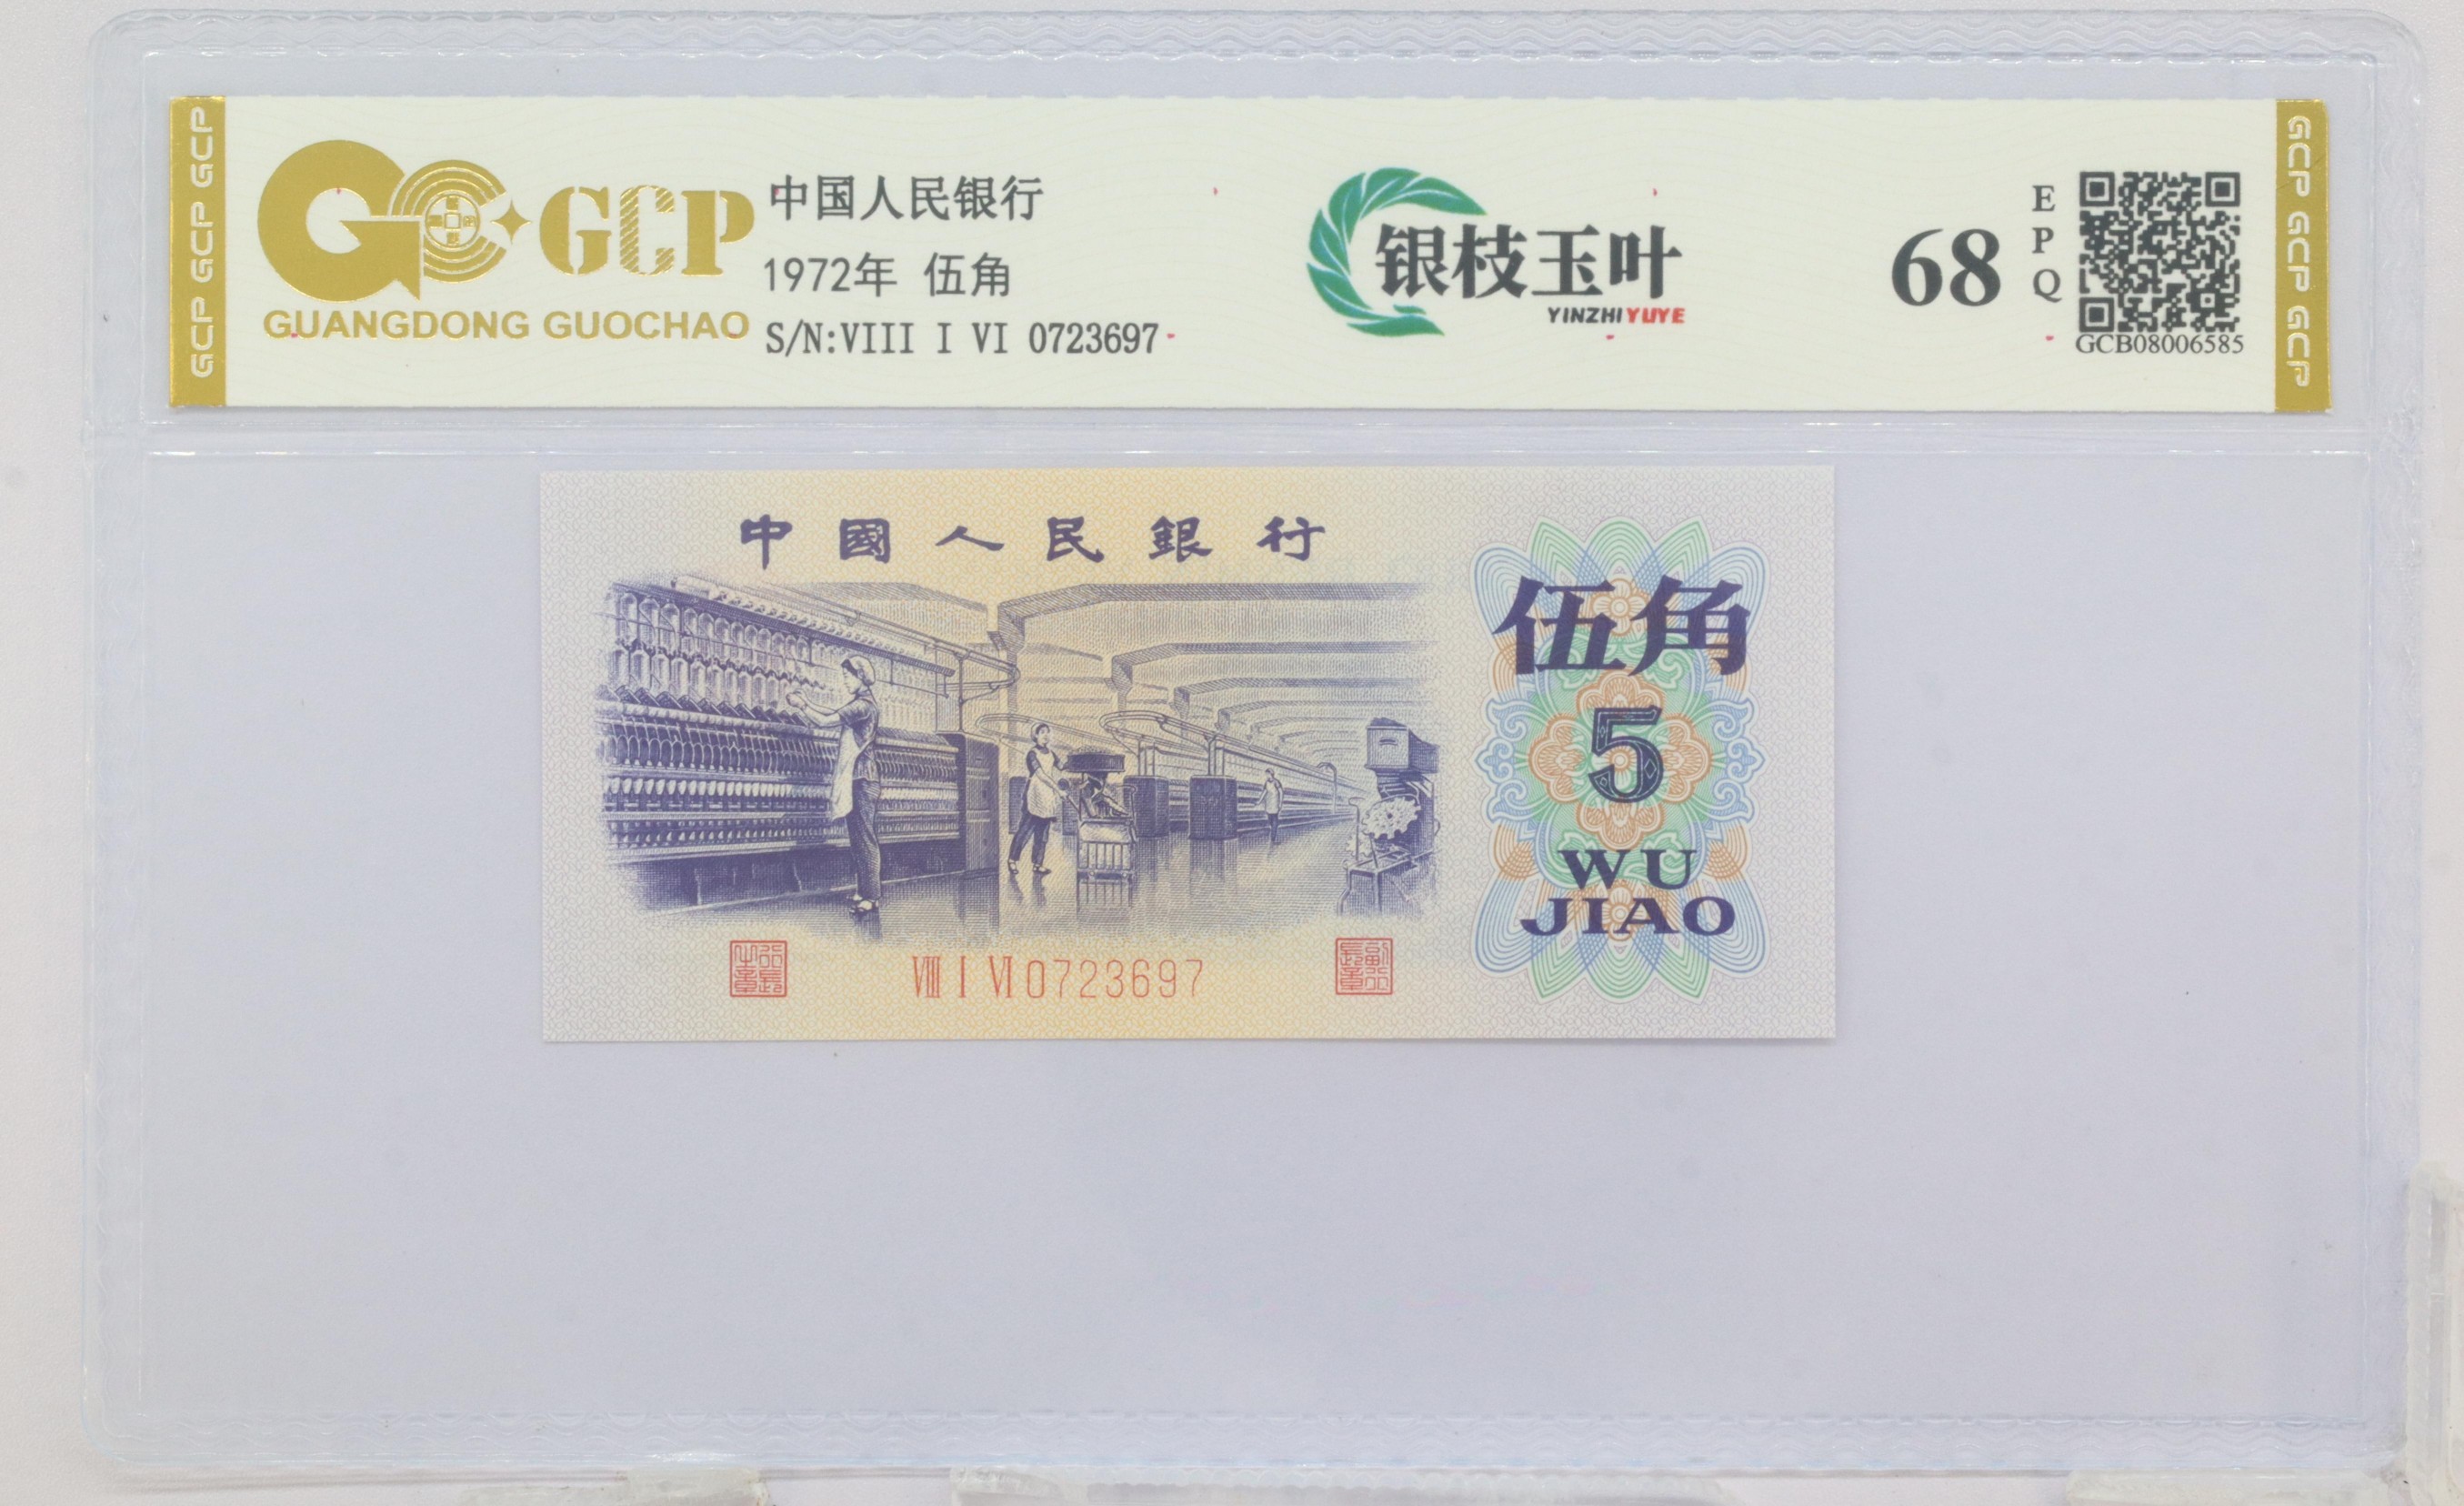 GCP GCP GCP
GCP
GUANGDONG GUOCHAO
中国人民银行
1972年 伍角
S/N:VIII I VI 0723697
银枝玉叶
YINZHIYUYE
68
EPQ
GCB08006585
GCP GCP GCP
中國人民銀行
伍角
5
WU
JIAO
VIII I VI 0723697